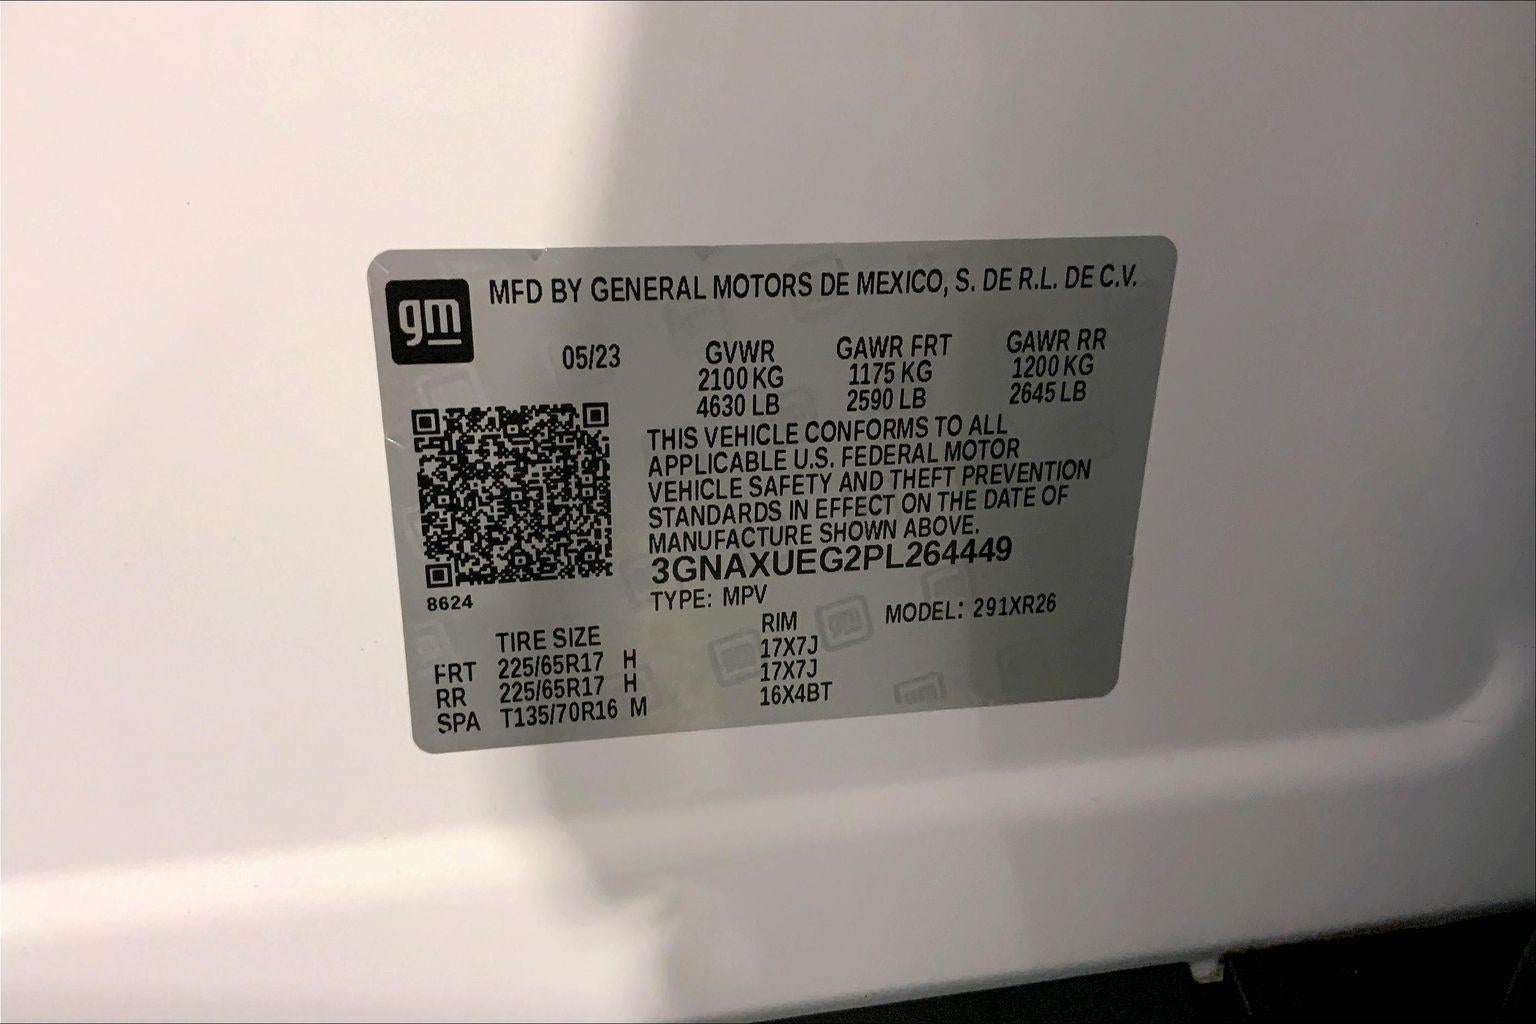 gm
MFD BY GENERAL MOTORS DE MEXICO, S. DE R.L. DE C.V.
05/23 GVWR GAWR FRT GAWR RR
2100 KG 1175 KG 1200 KG
4630 LB 2590 LB 2645 LB
THIS VEHICLE CONFORMS TO ALL
APPLICABLE U.S. FEDERAL MOTOR
VEHICLE SAFETY AND THEFT PREVENTION
STANDARDS IN EFFECT ON THE DATE OF
MANUFACTURE SHOWN ABOVE.
3GNAXUEG2PL264449
8624
TYPE: MPV MODEL: 291XR26
TIRE SIZE RIM
FRT 225/65R17 H 17X7J
RR 225/65R17 H 17X7J
SPA T135/70R16 M 16X4BT